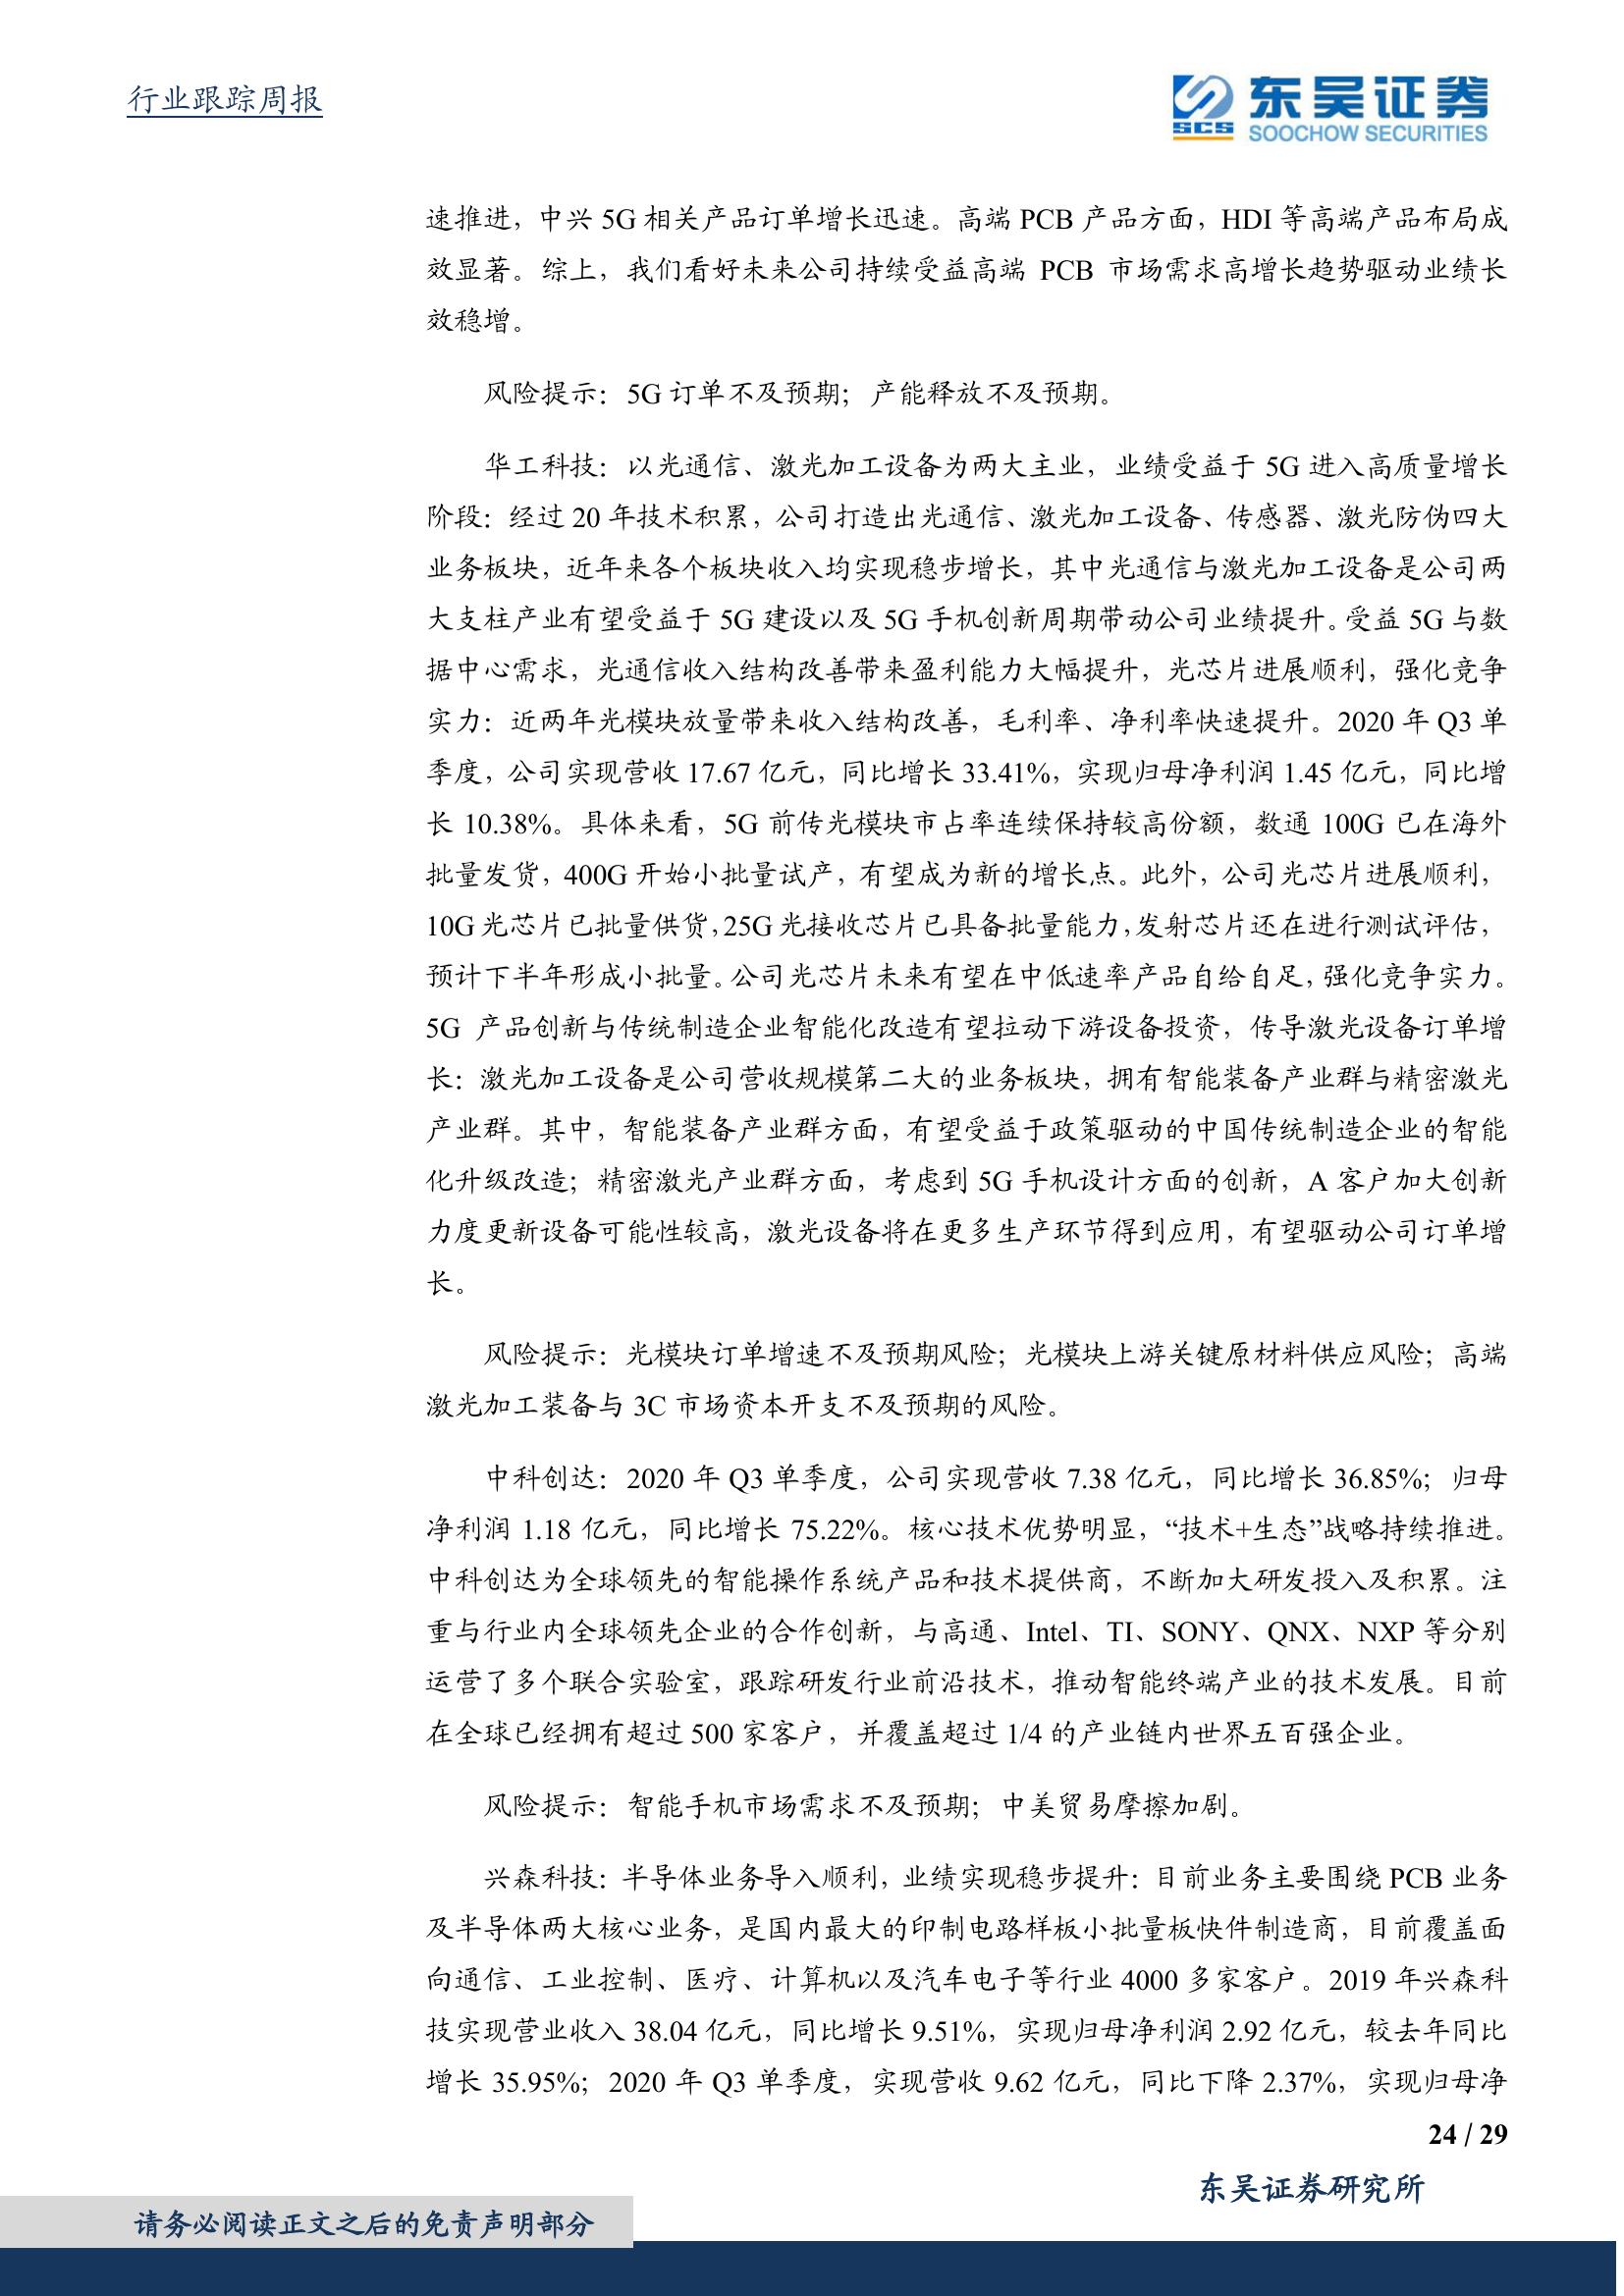 行业跟踪周报
SCS
东吴证券
SOOCHOW SECURITIES
速推进，中兴 5G 相关产品订单增长迅速。高端 PCB 产品方面，HDI 等高端产品布局成
效显著。综上，我们看好未来公司持续受益高端 PCB 市场需求高增长趋势驱动业绩长
效稳增。
风险提示：5G 订单不及预期；产能释放不及预期。
华工科技：以光通信、激光加工设备为两大主业，业绩受益于 5G 进入高质量增长
阶段：经过 20 年技术积累，公司打造出光通信、激光加工设备、传感器、激光防伪四大
业务板块，近年来各个板块收入均实现稳步增长，其中光通信与激光加工设备是公司两
大支柱产业有望受益于 5G 建设以及 5G 手机创新周期带动公司业绩提升。受益 5G 与数
据中心需求，光通信收入结构改善带来盈利能力大幅提升，光芯片进展顺利，强化竞争
实力：近两年光模块放量带来收入结构改善，毛利率、净利率快速提升。2020 年 Q3 单
季度，公司实现营收 17.67 亿元，同比增长 33.41%，实现归母净利润 1.45 亿元，同比增
长 10.38%。具体来看，5G 前传光模块市占率连续保持较高份额，数通 100G 已在海外
批量发货，400G 开始小批量试产，有望成为新的增长点。此外，公司光芯片进展顺利，
10G 光芯片已批量供货，25G 光接收芯片已具备批量能力，发射芯片还在进行测试评估，
预计下半年形成小批量。公司光芯片未来有望在中低速率产品自给自足，强化竞争实力。
5G 产品创新与传统制造企业智能化改造有望拉动下游设备投资，传导激光设备订单增
长：激光加工设备是公司营收规模第二大的业务板块，拥有智能装备产业群与精密激光
产业群。其中，智能装备产业群方面，有望受益于政策驱动的中国传统制造企业的智能
化升级改造；精密激光产业群方面，考虑到 5G 手机设计方面的创新，A 客户加大创新
力度更新设备可能性较高，激光设备将在更多生产环节得到应用，有望驱动公司订单增
长。
风险提示：光模块订单增速不及预期风险；光模块上游关键原材料供应风险；高端
激光加工装备与 3C 市场资本开支不及预期的风险。
中科创达：2020 年 Q3 单季度，公司实现营收 7.38 亿元，同比增长 36.85%；归母
净利润 1.18 亿元，同比增长 75.22%。核心技术优势明显，“技术+生态”战略持续推进。
中科创达为全球领先的智能操作系统产品和技术提供商，不断加大研发投入及积累。注
重与行业内全球领先企业的合作创新，与高通、Intel、TI、SONY、QNX、NXP 等分别
运营了多个联合实验室，跟踪研发行业前沿技术，推动智能终端产业的技术发展。目前
在全球已经拥有超过 500 家客户，并覆盖超过 1/4 的产业链内世界五百强企业。
风险提示：智能手机市场需求不及预期；中美贸易摩擦加剧。
兴森科技：半导体业务导入顺利，业绩实现稳步提升：目前业务主要围绕 PCB 业务
及半导体两大核心业务，是国内最大的印制电路样板小批量板快件制造商，目前覆盖面
向通信、工业控制、医疗、计算机以及汽车电子等行业 4000 多家客户。2019 年兴森科
技实现营业收入 38.04 亿元，同比增长 9.51%，实现归母净利润 2.92 亿元，较去年同比
增长 35.95%；2020 年 Q3 单季度，实现营收 9.62 亿元，同比下降 2.37%，实现归母净
24 / 29
东吴证券研究所
请务必阅读正文之后的免责声明部分